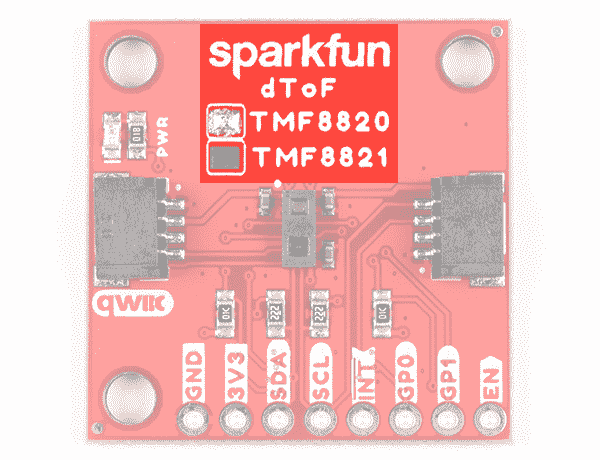 sparkfun
dToF
TMF8820
TMF8821
PWR
qwiic
GND
3V3
SDA
SCL
INT
GP0
GP1
EN